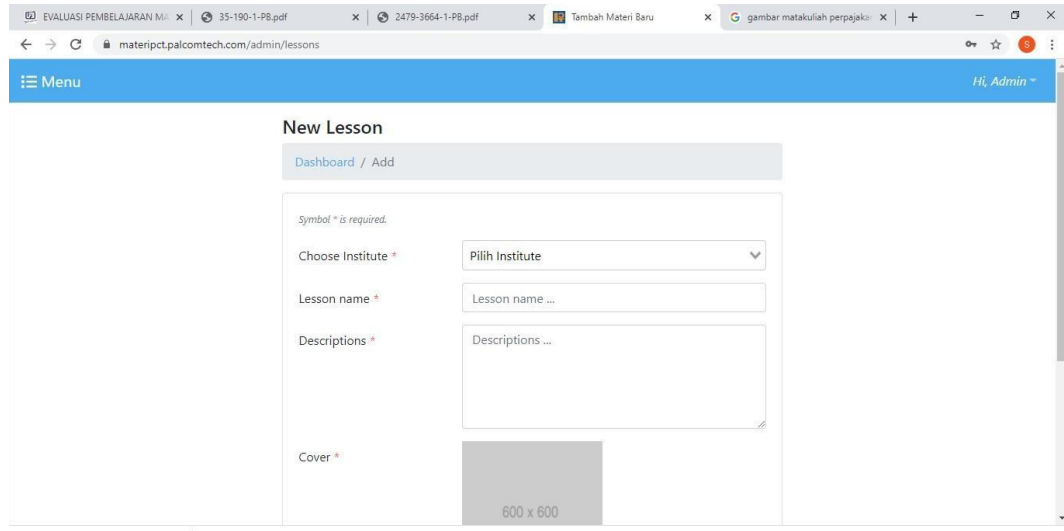 EVALUASI PEMBELAJARAN MA
35-190-1-PB.pdf
2479-3664-1-PB.pdf
Tambah Materi Baru
gambar matakuliah perpajaka
materipct.palcomtech.com/admin/lessons
S
Menu
Hi, Admin
New Lesson
Dashboard / Add
Symbol * is required.
Choose Institute * Pilih Institute
Lesson name * Lesson name ...
Descriptions * Descriptions ...
Cover *
600 x 600